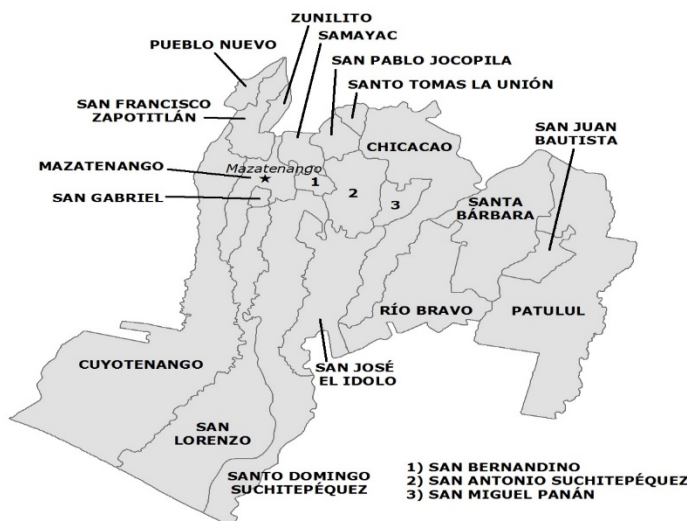 ZUNILITO
SAMAYAC
PUEBLO NUEVO
SAN PABLO JOCOPILA
SANTO TOMAS LA UNIÓN
SAN FRANCISCO
ZAPOTITLÁN
SAN JUAN
BAUTISTA
CHICACAO
MAZATENANGO
Mazatenango
1
2
3
SAN GABRIEL
SANTA
BÁRBARA
RÍO BRAVO
PATULUL
CUYOTENANGO
SAN JOSÉ
EL IDOLO
SAN
LORENZO
SANTO DOMINGO
SUCHITEPÉQUEZ
1) SAN BERNANDINO
2) SAN ANTONIO SUCHITEPÉQUEZ
3) SAN MIGUEL PANÁN